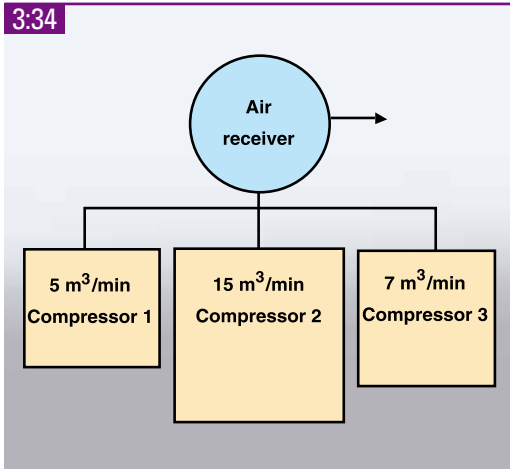 3:34
Air
receiver
5 m³/min
Compressor 1
15 m³/min
Compressor 2
7 m³/min
Compressor 3